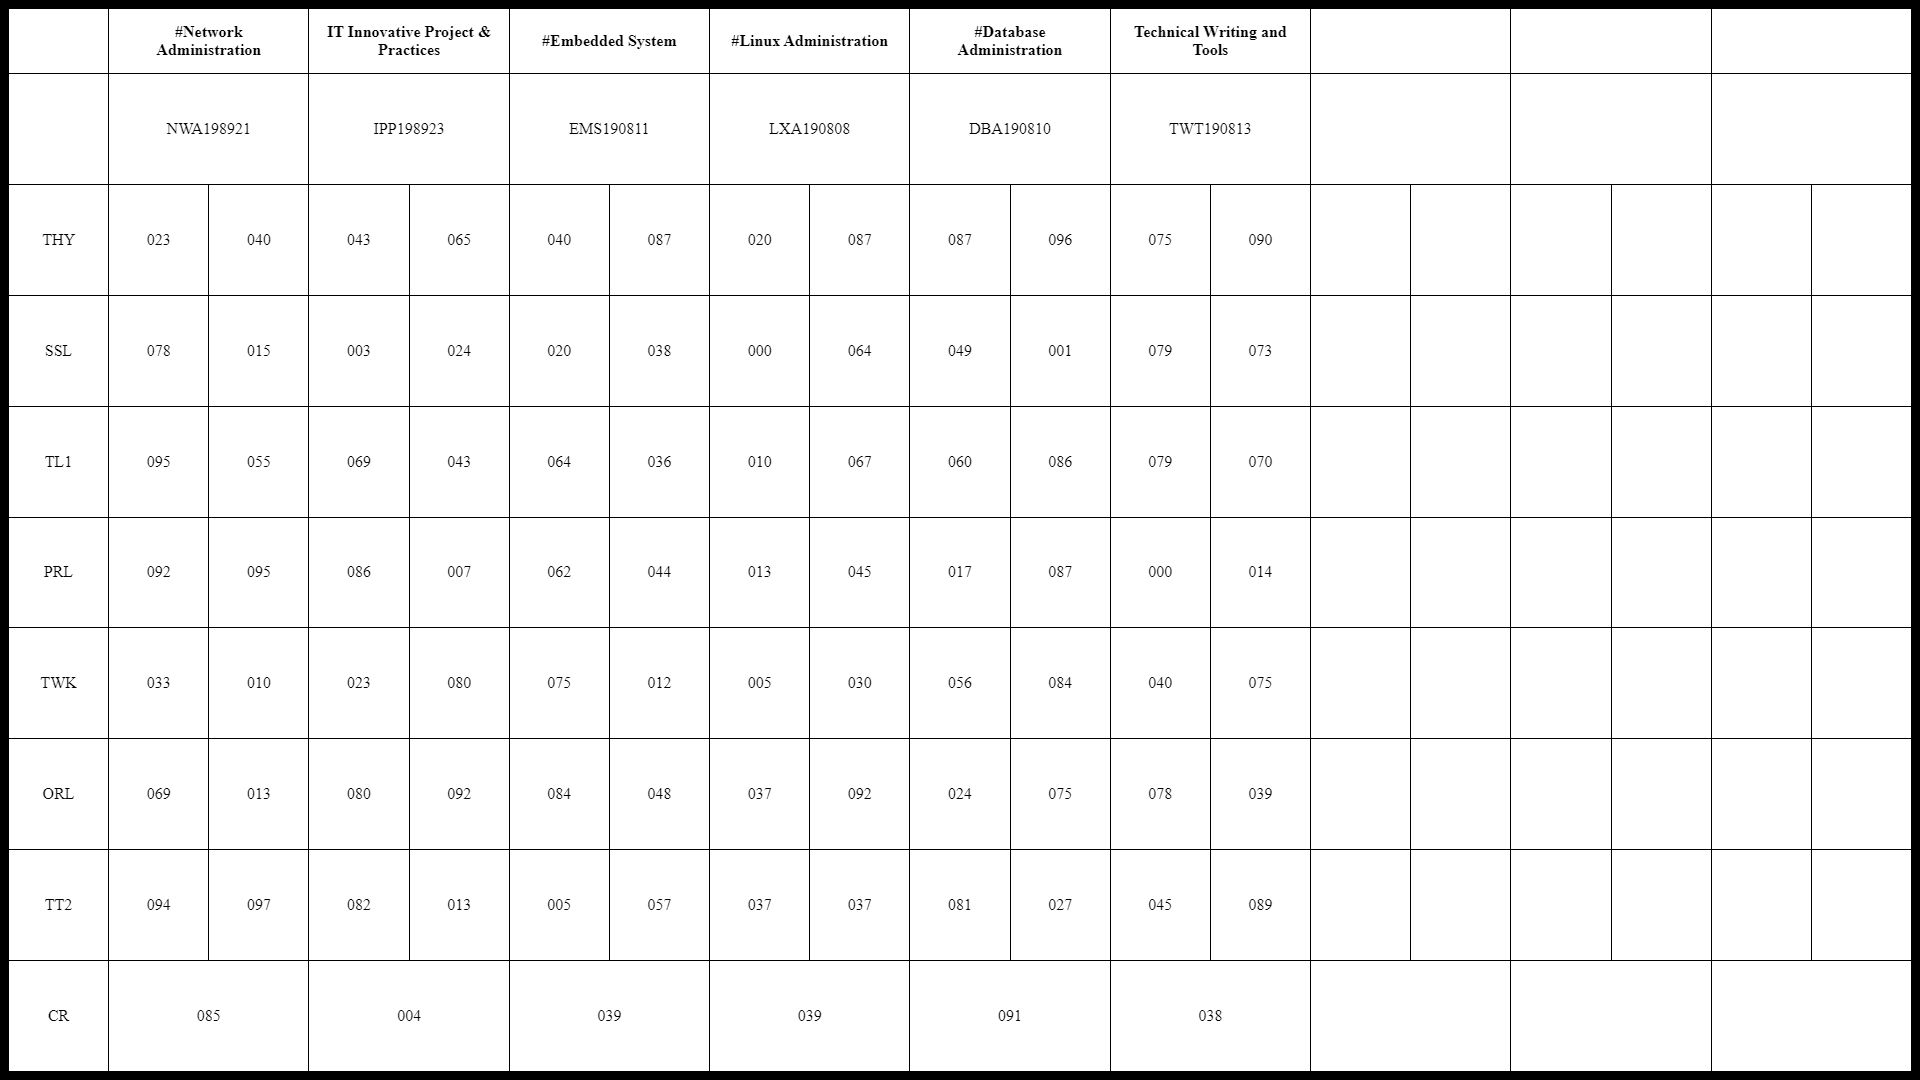 #Network Administration IT Innovative Project & Practices #Embedded System #Linux Administration #Database Administration Technical Writing and Tools
NWA198921 IPP198923 EMS190811 LXA190808 DBA190810 TWT190813
THY 023 040 043 065 040 087 020 087 087 096 075 090
SSL 078 015 003 024 020 038 000 064 049 001 079 073
TL1 095 055 069 043 064 036 010 067 060 086 079 070
PRL 092 095 086 007 062 044 013 045 017 087 000 014
TWK 033 010 023 080 075 012 005 030 056 084 040 075
ORL 069 013 080 092 084 048 037 092 024 075 078 039
TT2 094 097 082 013 005 057 037 037 081 027 045 089
CR 085 004 039 039 091 038